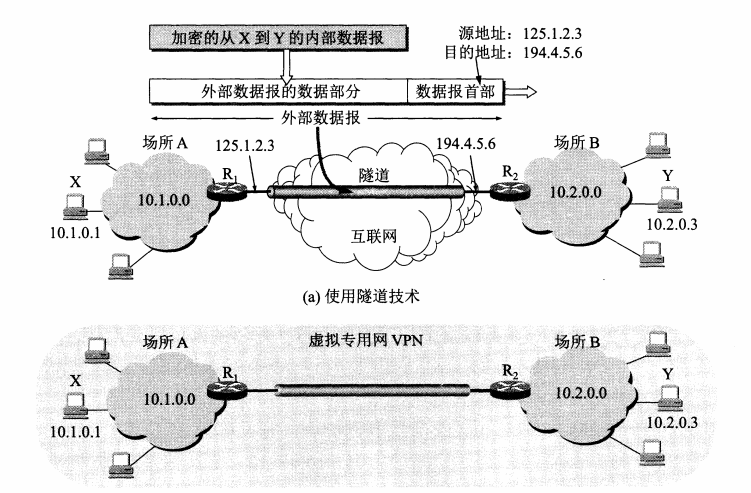 加密的从 X 到 Y 的内部数据报
源地址：125.1.2.3
目的地址：194.4.5.6
外部数据报的数据部分
数据报首部
外部数据报
场所 A
125.1.2.3
194.4.5.6
场所 B
X
R1
隧道
R2
Y
10.1.0.0
10.2.0.0
10.1.0.1
互联网
10.2.0.3
(a) 使用隧道技术
场所 A
虚拟专用网 VPN
场所 B
X
R1
R2
Y
10.1.0.0
10.2.0.0
10.1.0.1
10.2.0.3